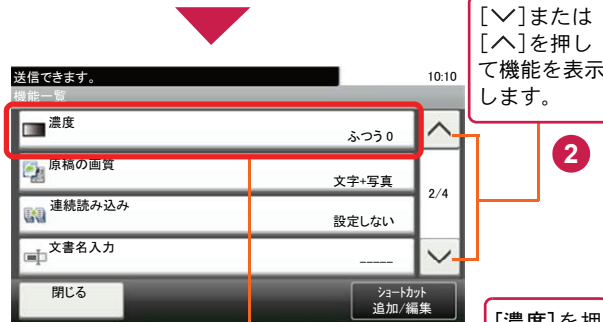 [∨]または
[∧]を押し
て機能を表示
します。
2
送信できます。
10:10
機能一覧
濃度
ふつう 0
原稿の画質
文字+写真
2/4
連続読み込み
設定しない
文書名入力
-----
閉じる
ショートカット
追加/編集
[濃度]を押